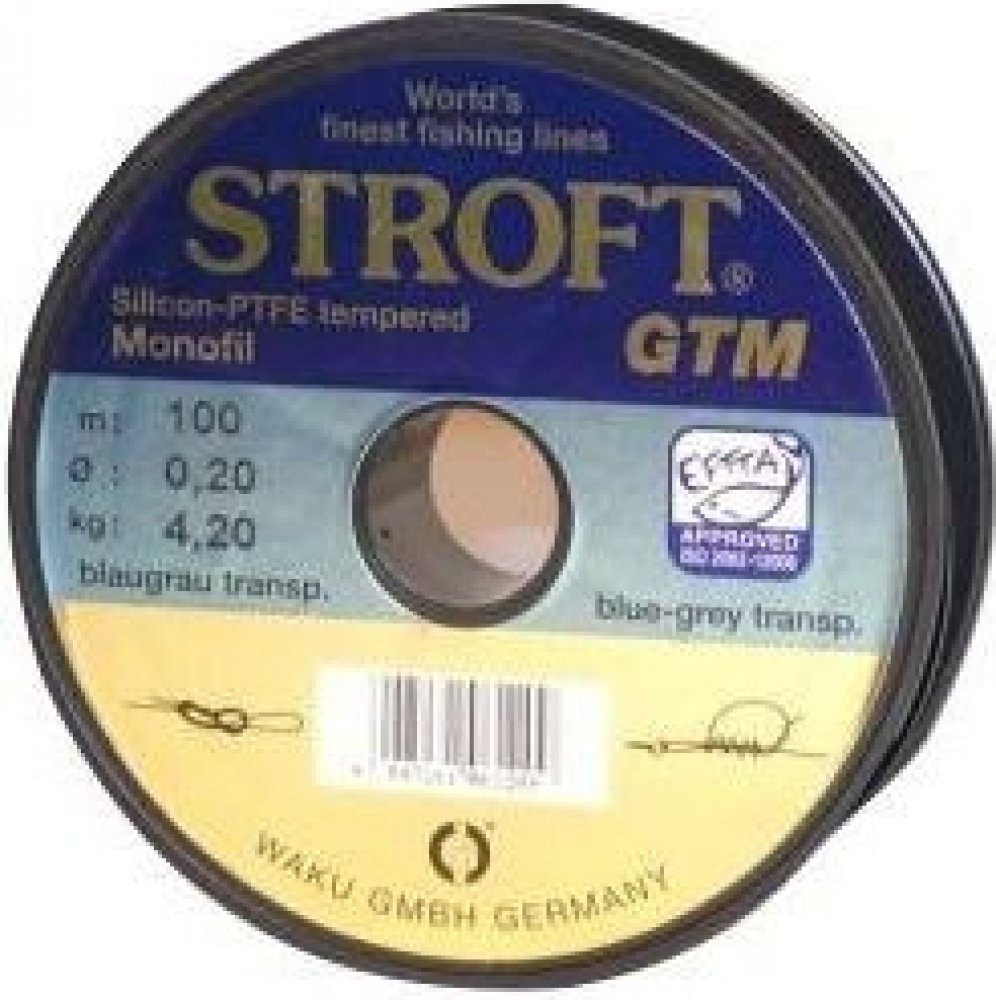 World's
finest fishing lines
STROFT®
GTM
Silicon-PTFE tempered
Monofil
m: 100
Ø : 0,20
kg: 4,20
blaugrau transp.
EFTTA
APPROVED
blue-grey transp.
WAKU GMBH GERMANY